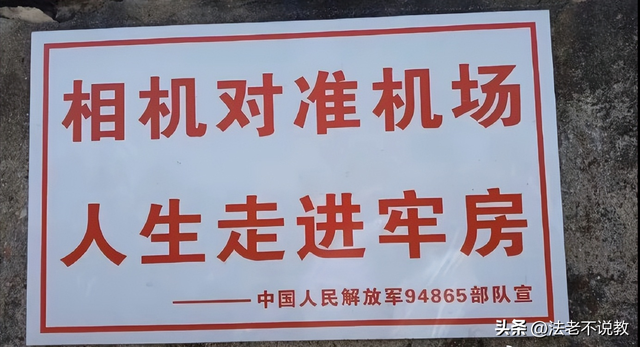 相机对准机场
人生走进牢房
——中国人民解放军94865部队宣
头条@法老不说教